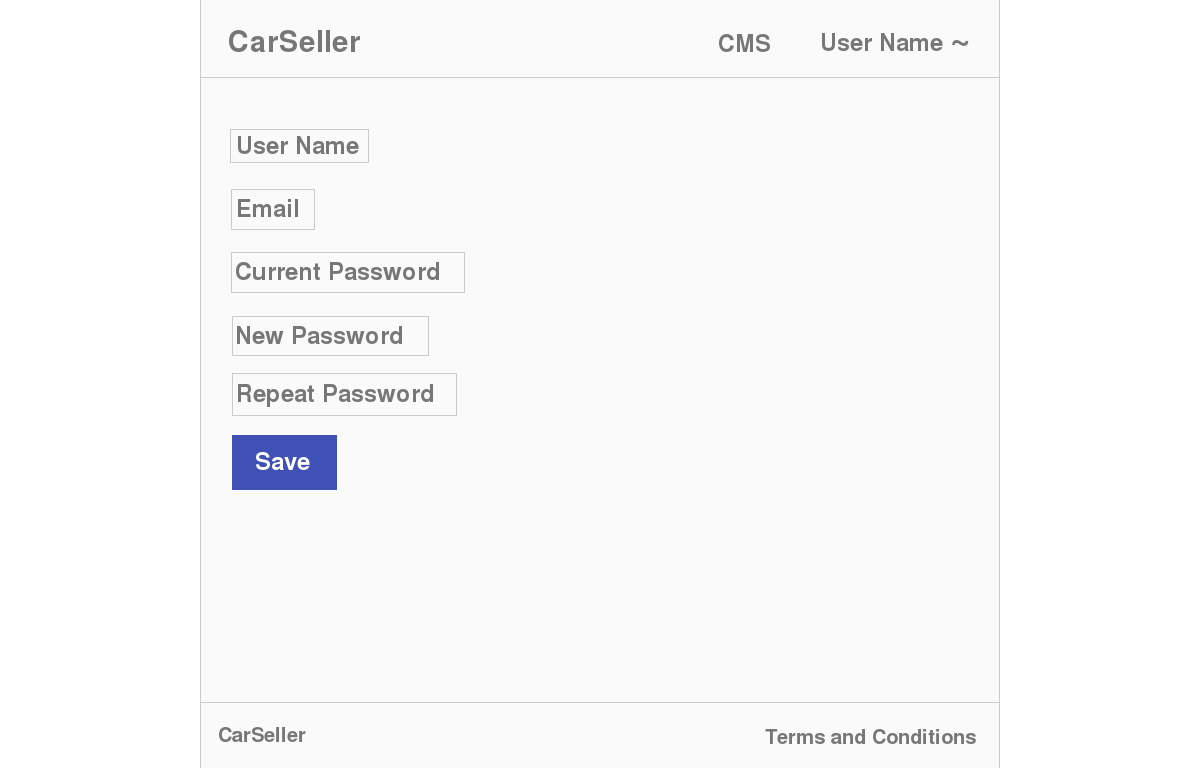 CarSeller
CMS
User Name ~
User Name
Email
Current Password
New Password
Repeat Password
Save
CarSeller
Terms and Conditions